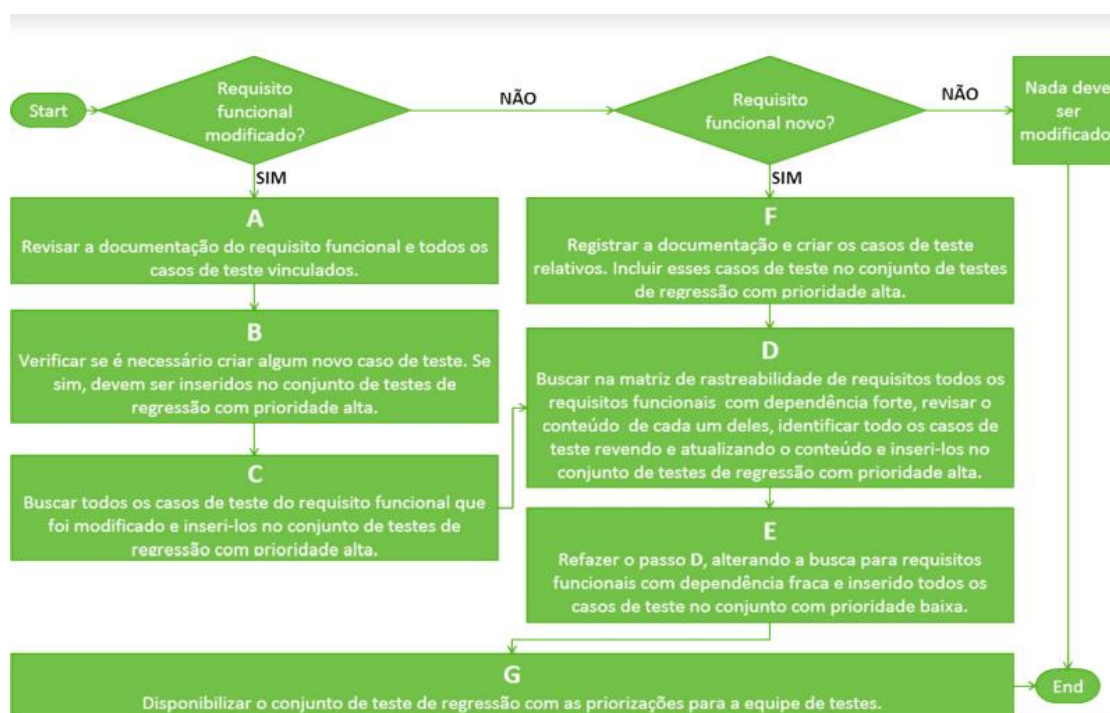 Start
Requisito
funcional
modificado?
NÃO
Requisito
funcional novo?
NÃO
Nada deve
ser
modificado
SIM
SIM
A
Revisar a documentação do requisito funcional e todos os
casos de teste vinculados.
B
Verificar se é necessário criar algum novo caso de teste. Se
sim, devem ser inseridos no conjunto de testes de
regressão com prioridade alta.
C
Buscar todos os casos de teste do requisito funcional que
foi modificado e inseri-los no conjunto de testes de
regressão com prioridade alta.
F
Registrar a documentação e criar os casos de teste
relativos. Incluir esses casos de teste no conjunto de testes
de regressão com prioridade alta.
D
Buscar na matriz de rastreabilidade de requisitos todos os
requisitos funcionais com dependência forte, revisar o
conteúdo de cada um deles, identificar todo os casos de
teste revendo e atualizando o conteúdo e inseri-los no
conjunto de testes de regressão com prioridade alta.
E
Refazer o passo D, alterando a busca para requisitos
funcionais com dependência fraca e inserido todos os
casos de teste no conjunto com prioridade baixa.
G
Disponibilizar o conjunto de teste de regressão com as priorizações para a equipe de testes.
End